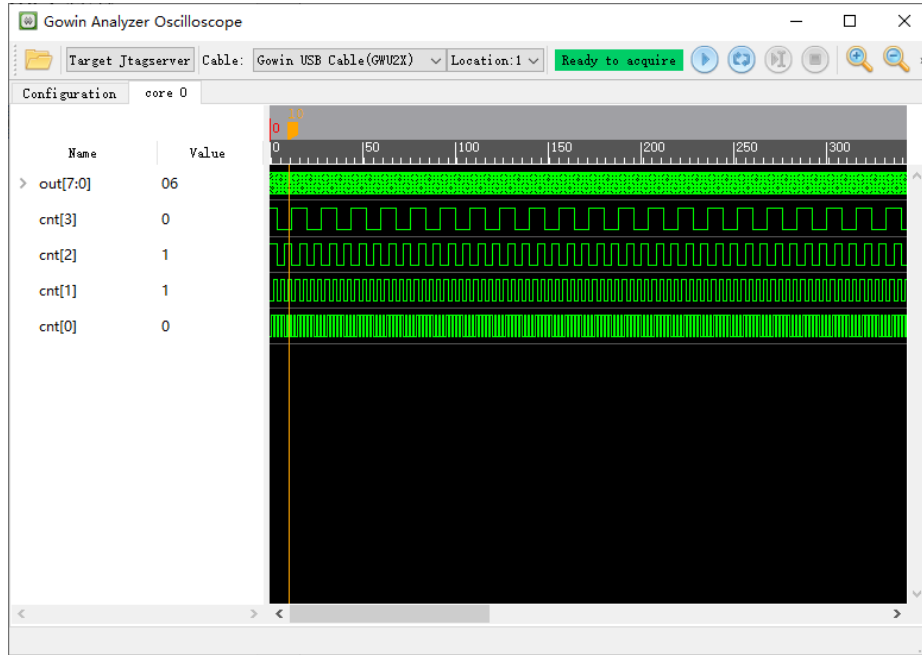 Gowin Analyzer Oscilloscope
Target Jtagserver Cable: Gowin USB Cable(GWU2X) Location:1 Ready to acquire
Configuration core 0
10
0
Name Value 0 50 100 150 200 250 300
out[7:0] 06
cnt[3] 0
cnt[2] 1
cnt[1] 1
cnt[0] 0